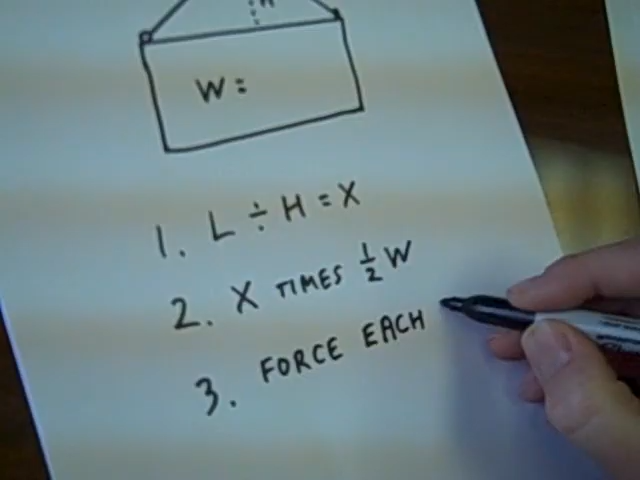 H
W =
1. L ÷ H = X
2. X TIMES ½ W
3. FORCE EACH